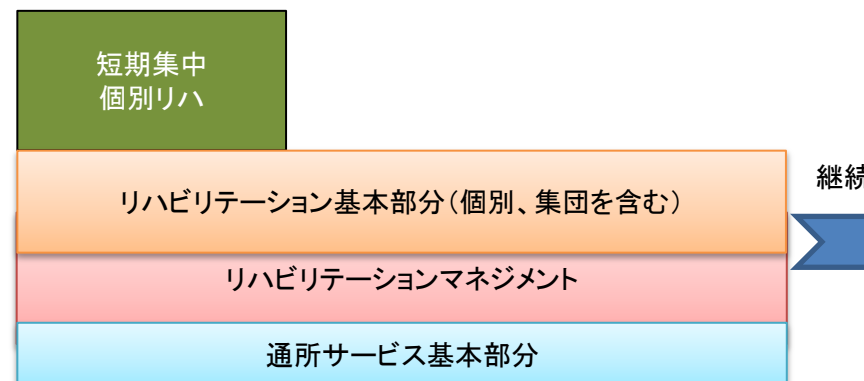 短期集中
個別リハ
リハビリテーション基本部分(個別、集団を含む)
継続
リハビリテーションマネジメント
通所サービス基本部分